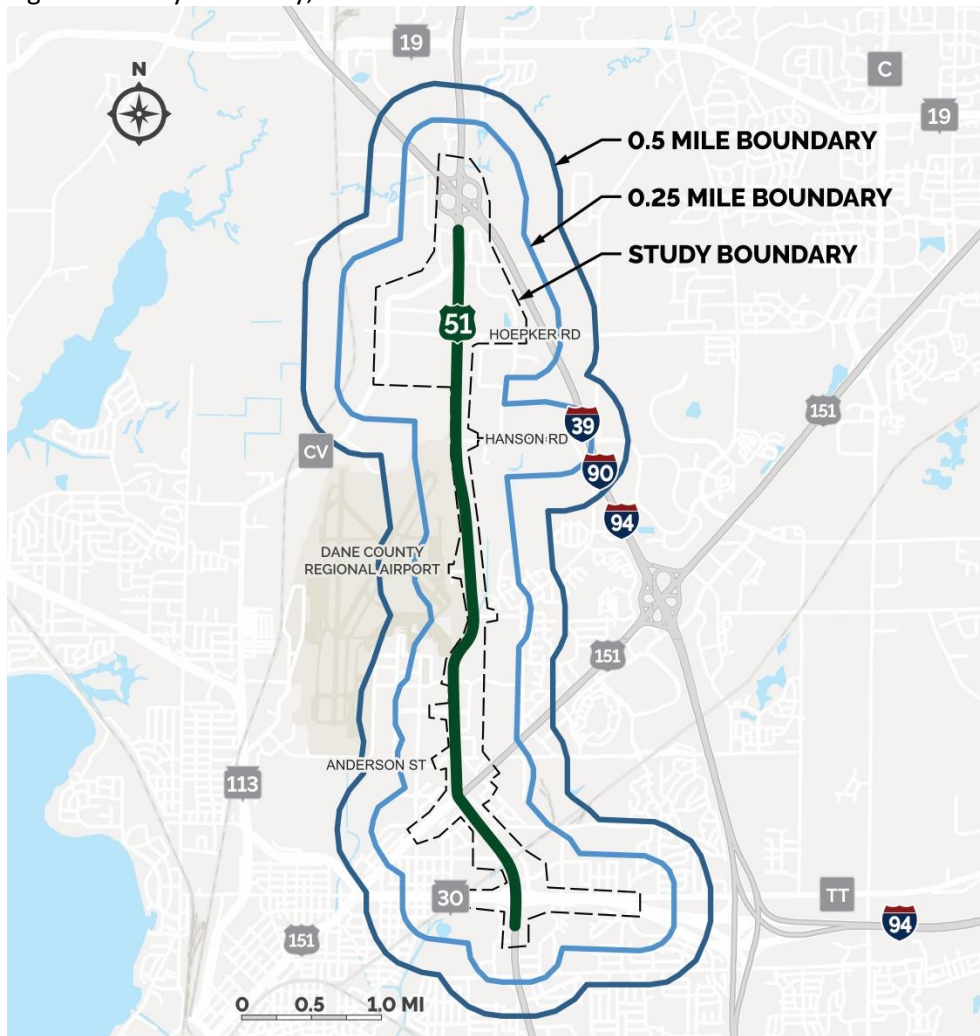 19
N
C
19
0.5 MILE BOUNDARY
0.25 MILE BOUNDARY
STUDY BOUNDARY
51
HOEPKER RD
151
39
HANSON RD
CV
90
94
DANE COUNTY
REGIONAL AIRPORT
151
ANDERSON ST
113
30
TT
94
151
0 0.5 1.0 MI